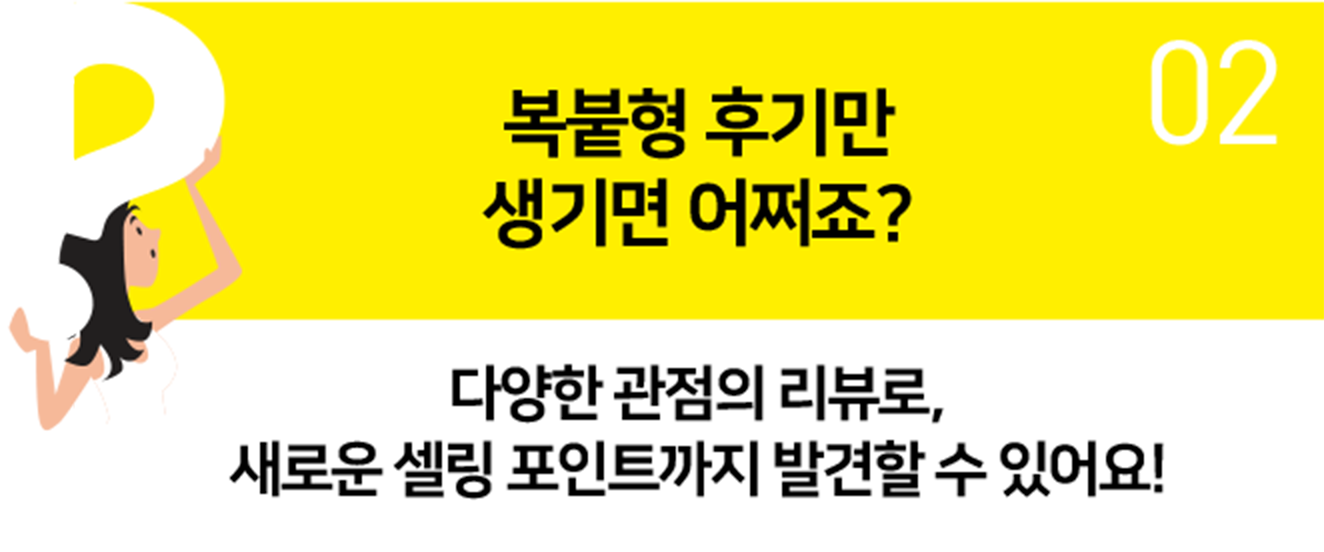 02
복붙형 후기만
생기면 어쩌죠?
다양한 관점의 리뷰로,
새로운 셀링 포인트까지 발견할 수 있어요!